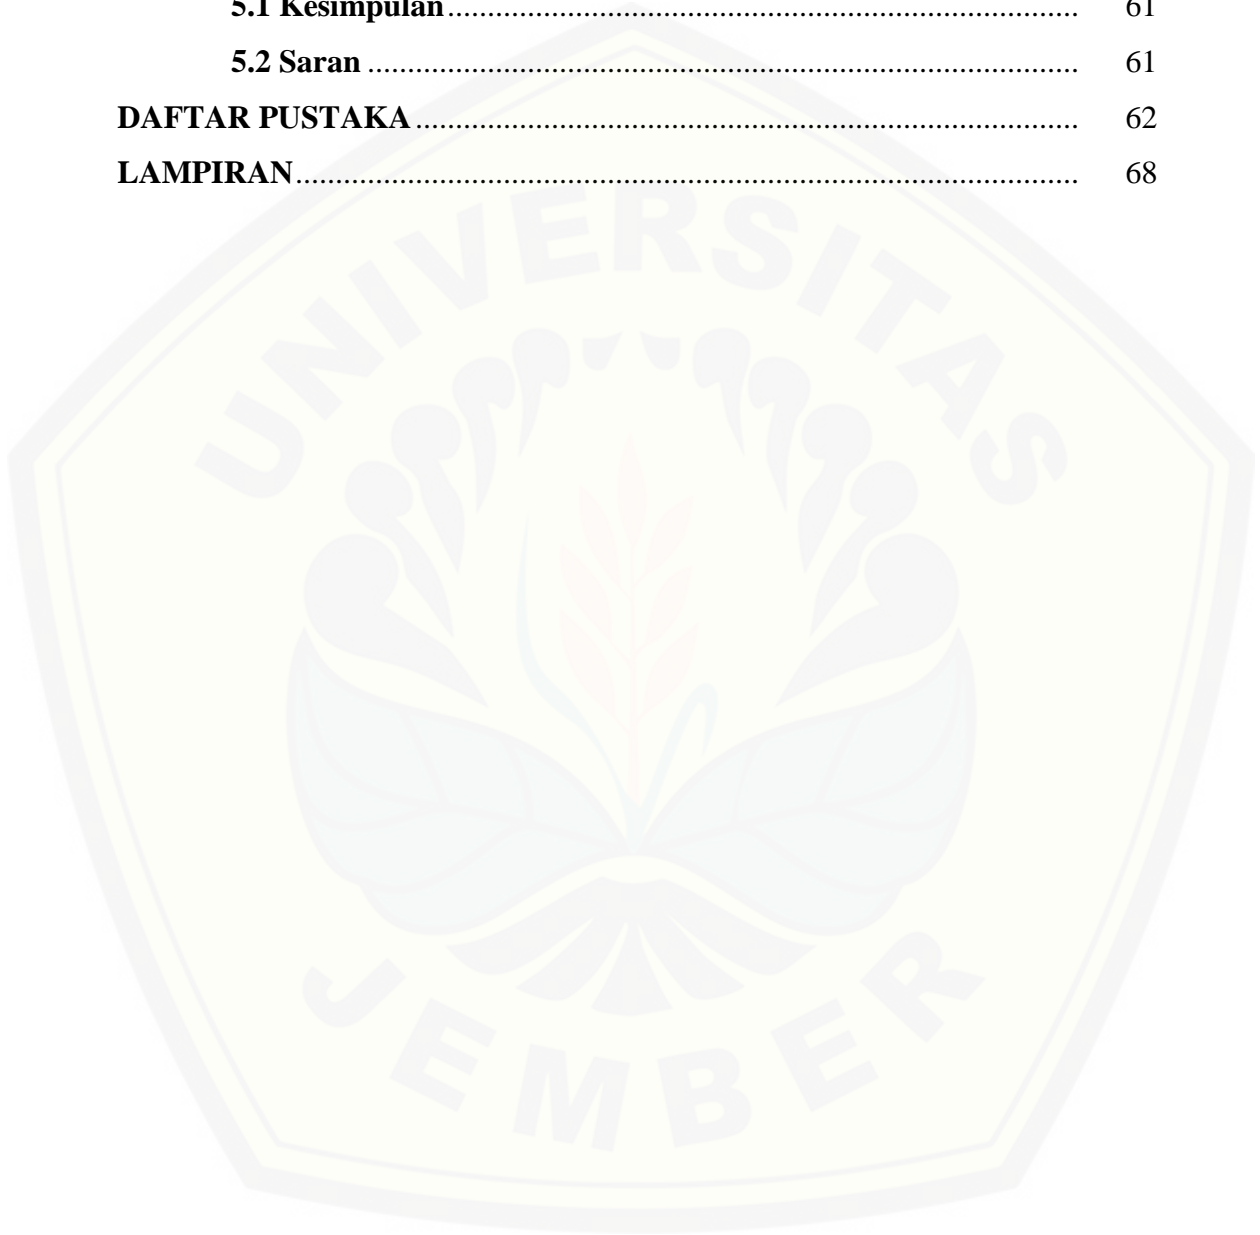 5.1 Kesimpulan............................................................................... 61
5.2 Saran ......................................................................................... 61
DAFTAR PUSTAKA ................................................................................... 62
LAMPIRAN.................................................................................................. 68
UNIVERSITAS
JEMBER